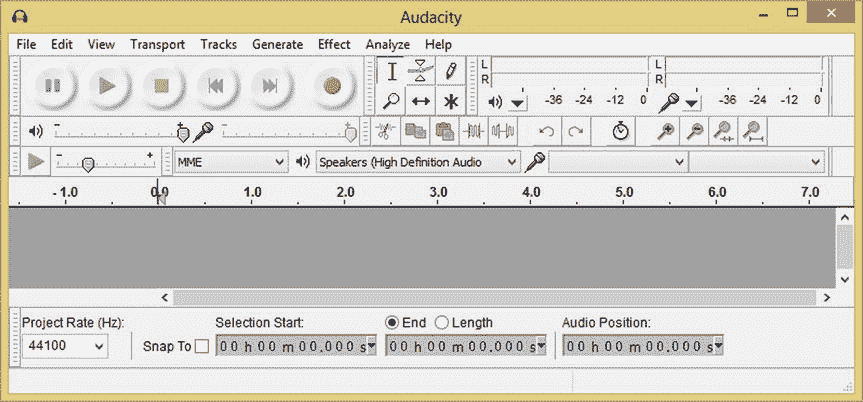 Audacity
File Edit View Transport Tracks Generate Effect Analyze Help
L L
R R
-36 -24 -12 0 -36 -24 -12 0
- + - +
- + MME Speakers (High Definition Audio
- 1.0 0.0 1.0 2.0 3.0 4.0 5.0 6.0 7.0
Project Rate (Hz): Selection Start: End Length Audio Position:
44100 Snap To 00 h 00 m 00.000 s 00 h 00 m 00.000 s 00 h 00 m 00.000 s